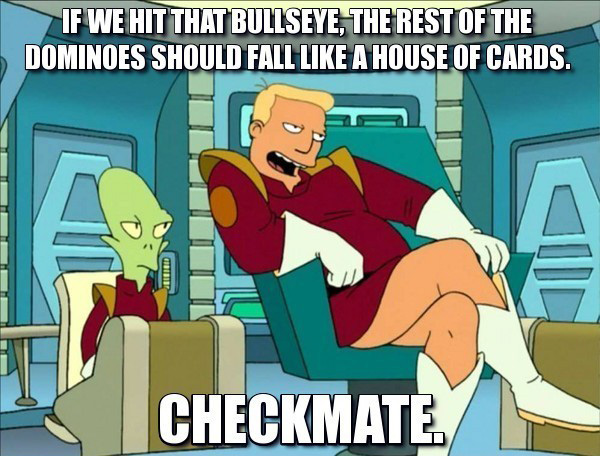 IF WE HIT THAT BULLSEYE, THE REST OF THE
DOMINOES SHOULD FALL LIKE A HOUSE OF CARDS.
CHECKMATE.